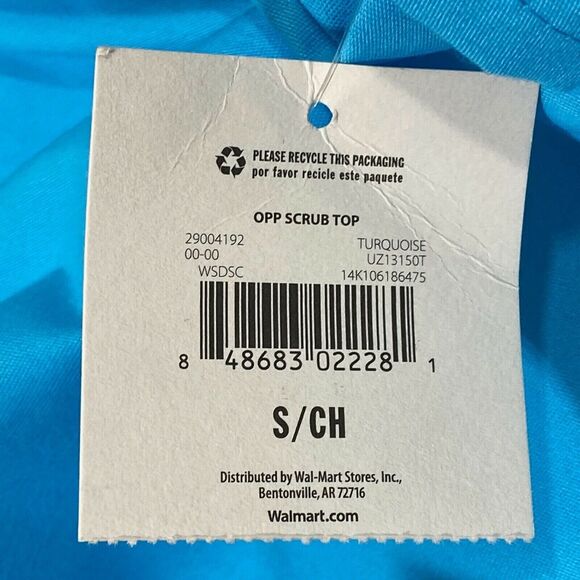 PLEASE RECYCLE THIS PACKAGING
por favor recicle este paquete
OPP SCRUB TOP
29004192 TURQUOISE
00-00 UZ13150T
WSDSC 14K106186475
8 48683 02228 1
S/CH
Distributed by Wal-Mart Stores, Inc.,
Bentonville, AR 72716
Walmart.com